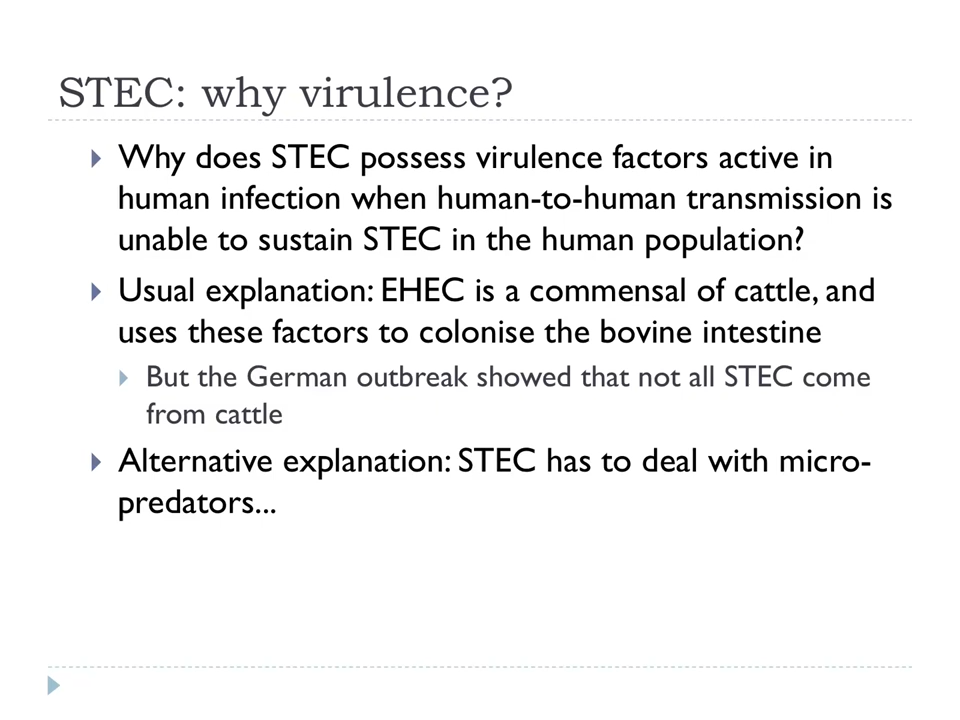 STEC: why virulence?
Why does STEC possess virulence factors active in
human infection when human-to-human transmission is
unable to sustain STEC in the human population?
Usual explanation: EHEC is a commensal of cattle, and
uses these factors to colonise the bovine intestine
But the German outbreak showed that not all STEC come
from cattle
Alternative explanation: STEC has to deal with micro-
predators...